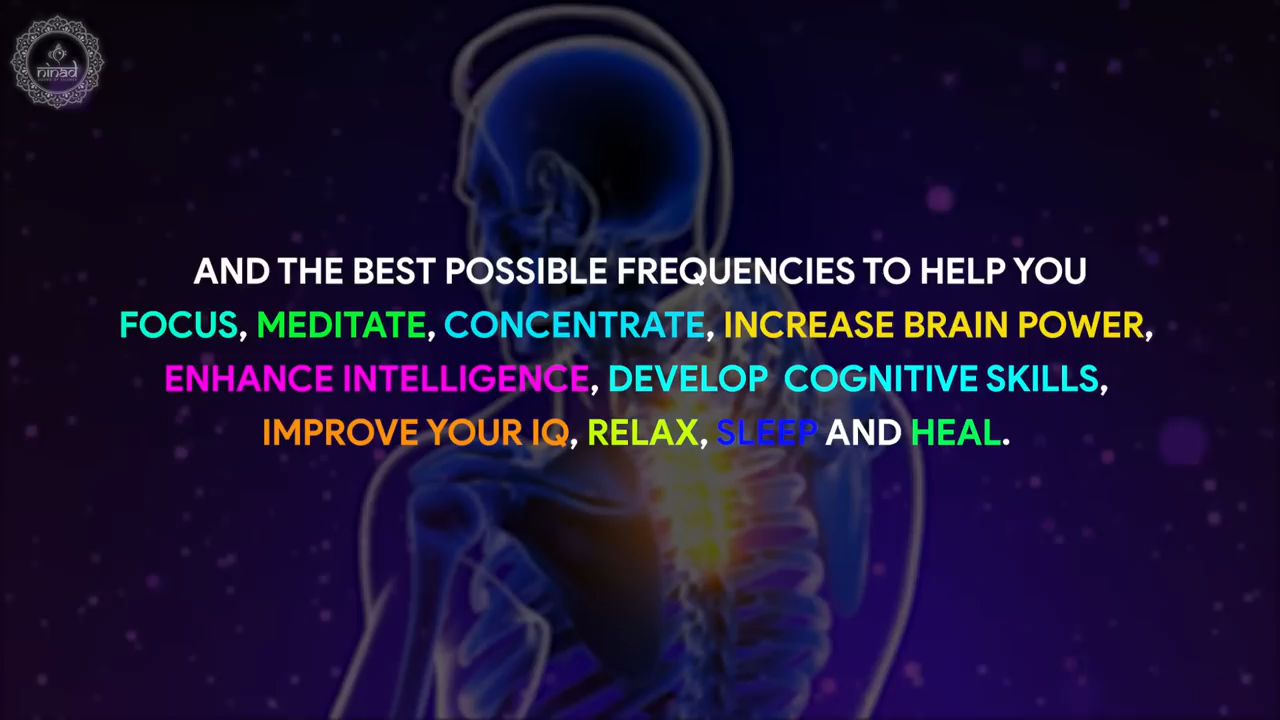 ninad
AND THE BEST POSSIBLE FREQUENCIES TO HELP YOU
FOCUS, MEDITATE, CONCENTRATE, INCREASE BRAIN POWER,
ENHANCE INTELLIGENCE, DEVELOP COGNITIVE SKILLS,
IMPROVE YOUR IQ, RELAX, SLEEP AND HEAL.